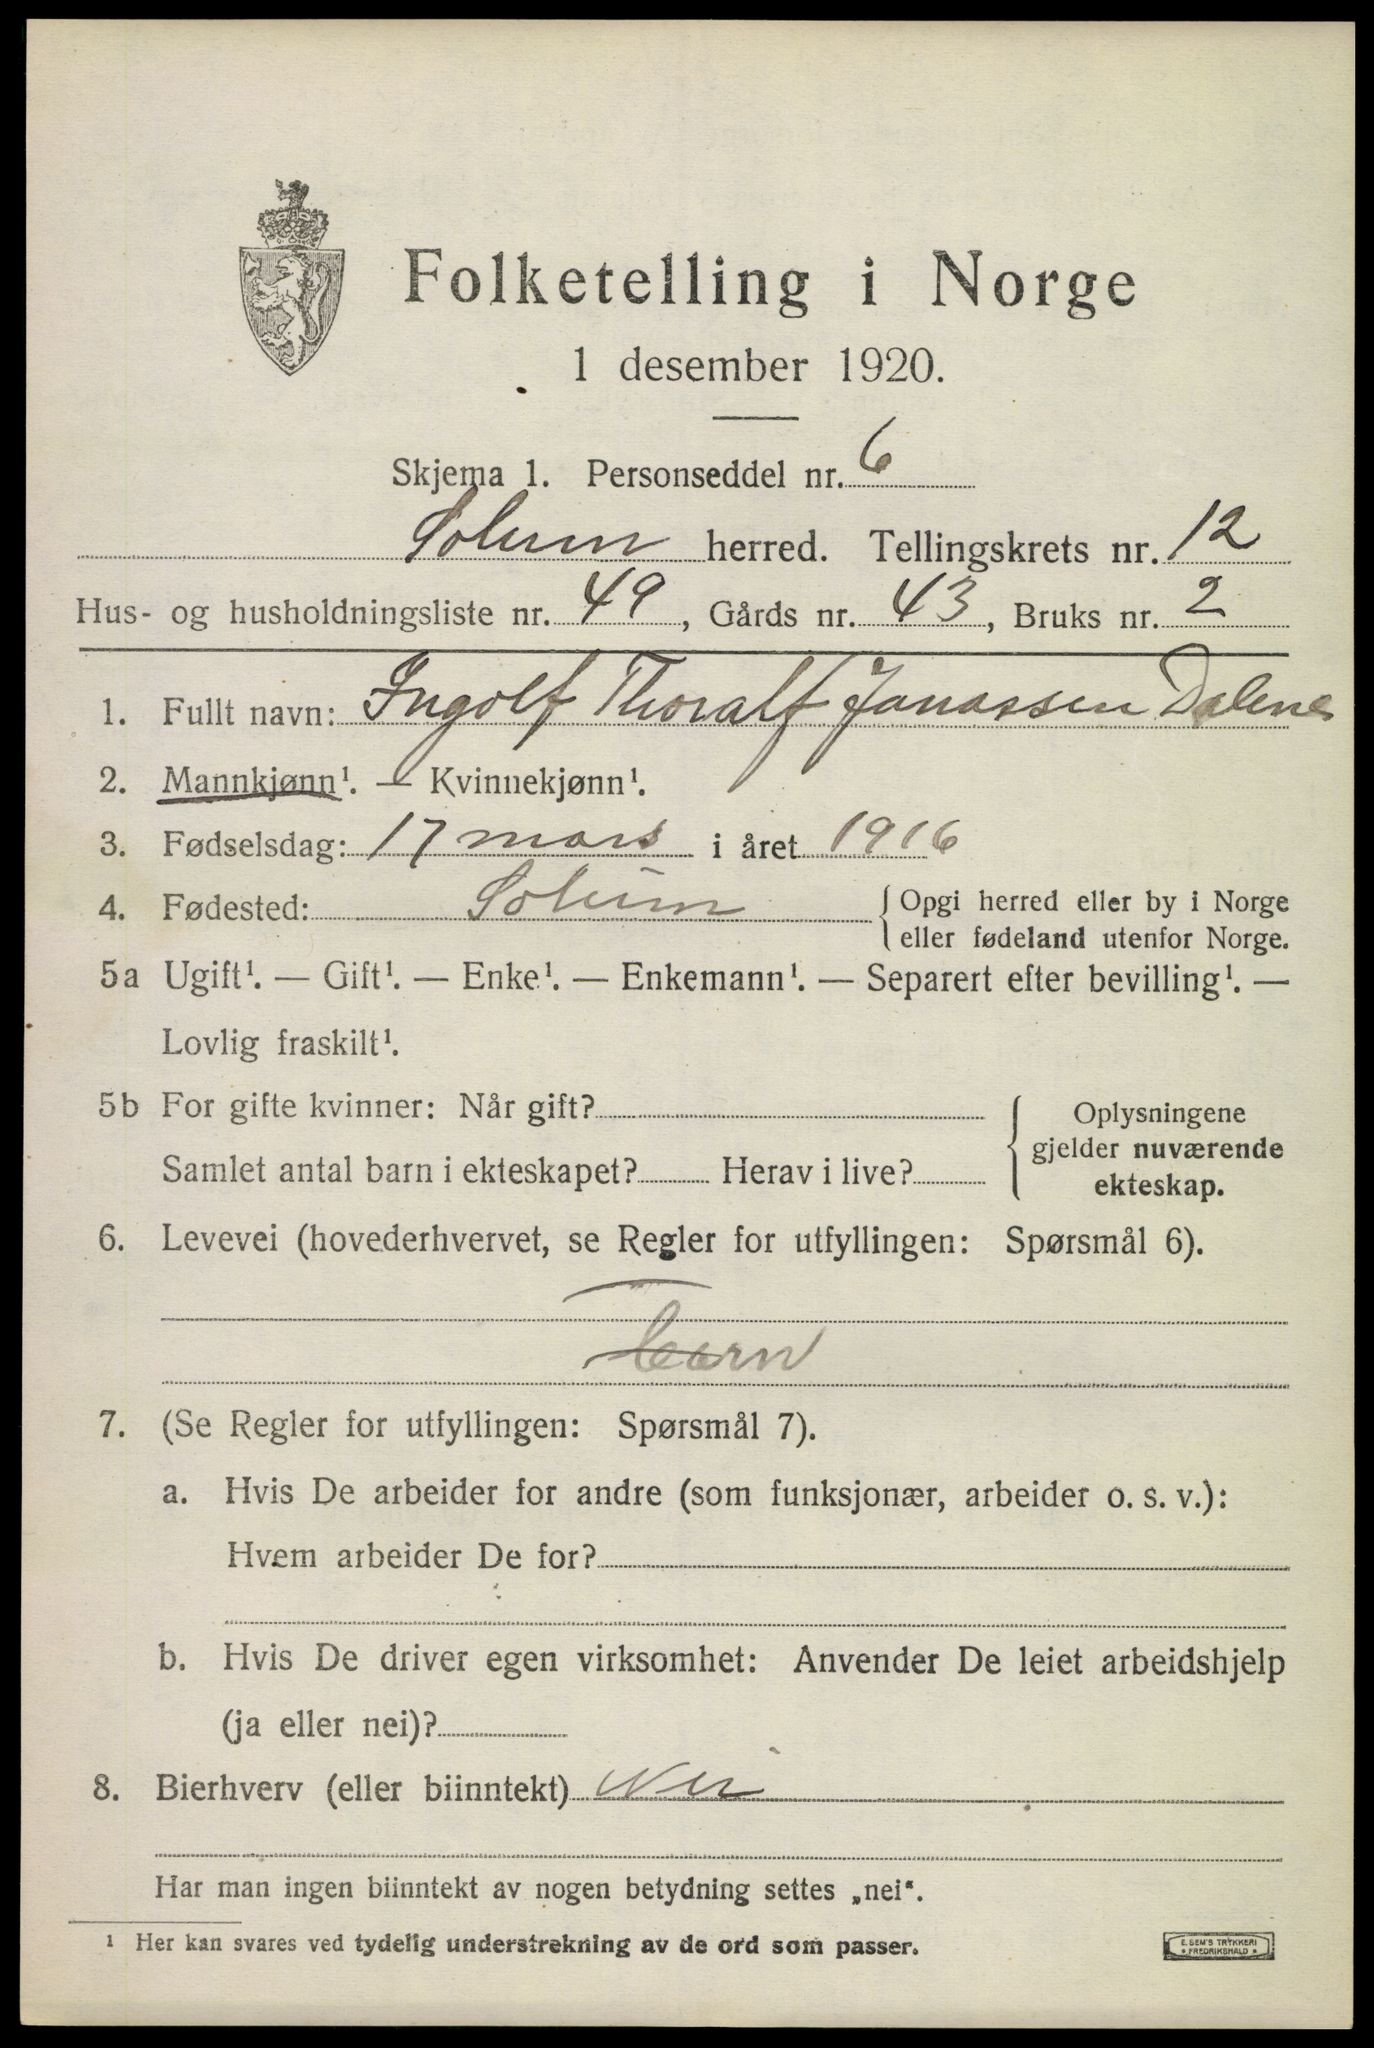 Folketelling i Norge
1 desember 1920.
Skjema 1. Personseddel nr. 6
Solum herred. Tellingskrets nr. 12
Hus- og husholdningsliste nr. 49, Gårds nr. 43, Bruks nr. 2
1. Fullt navn: Ingolf Thoralf Jonassen Dalene
2. Mannkjønn¹. — Kvinnekjønn¹.
3. Fødselsdag: 17 mars i året 1916
4. Fødested: Solum { Opgi herred eller by i Norge
eller fødeland utenfor Norge.
5a Ugift¹. — Gift¹. — Enke¹. — Enkemann¹. — Separert efter bevilling¹. —
Lovlig fraskilt¹.
5b For gifte kvinner: Når gift?
Samlet antal barn i ekteskapet? Herav i live?
{ Oplysningene
gjelder nuværende
ekteskap.
6. Levevei (hovederhvervet, se Regler for utfyllingen: Spørsmål 6).
barn
7. (Se Regler for utfyllingen: Spørsmål 7).
a. Hvis De arbeider for andre (som funksjonær, arbeider o. s. v.):
Hvem arbeider De for?
b. Hvis De driver egen virksomhet: Anvender De leiet arbeidshjelp
(ja eller nei)?
8. Bierhverv (eller biinntekt) Nei
Har man ingen biinntekt av nogen betydning settes „nei“.
¹ Her kan svares ved tydelig understrekning av de ord som passer.
E. SEM'S TRYKKERI
• FREDRIKSHALD •